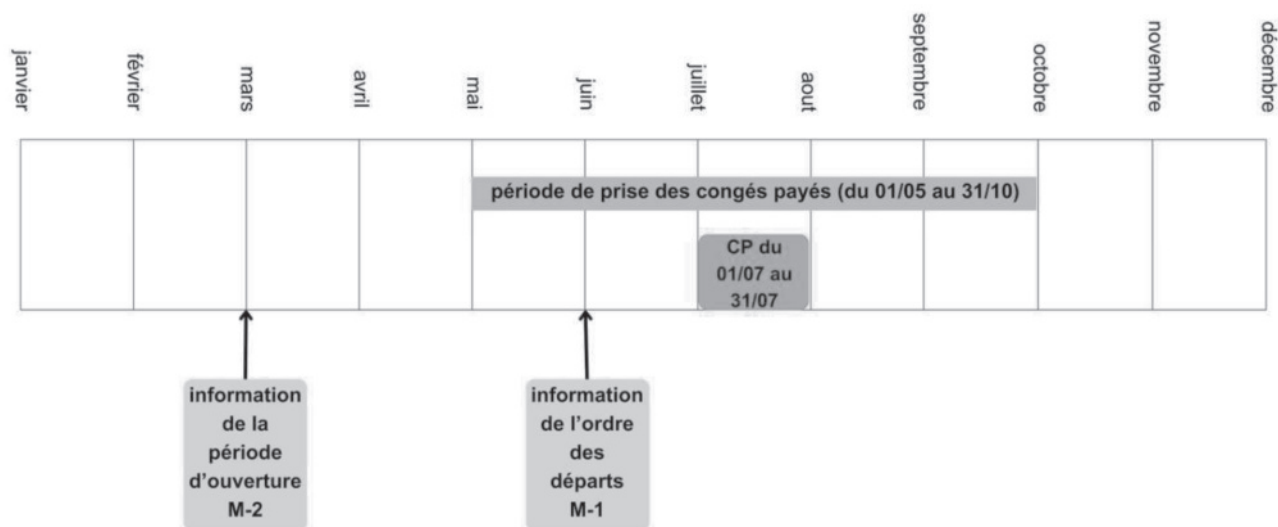 janvier
février
mars
avril
mai
juin
juillet
aout
septembre
octobre
novembre
décembre
période de prise des congés payés (du 01/05 au 31/10)
CP du
01/07 au
31/07
information
de la
période
d'ouverture
M-2
information
de l'ordre
des
départs
M-1